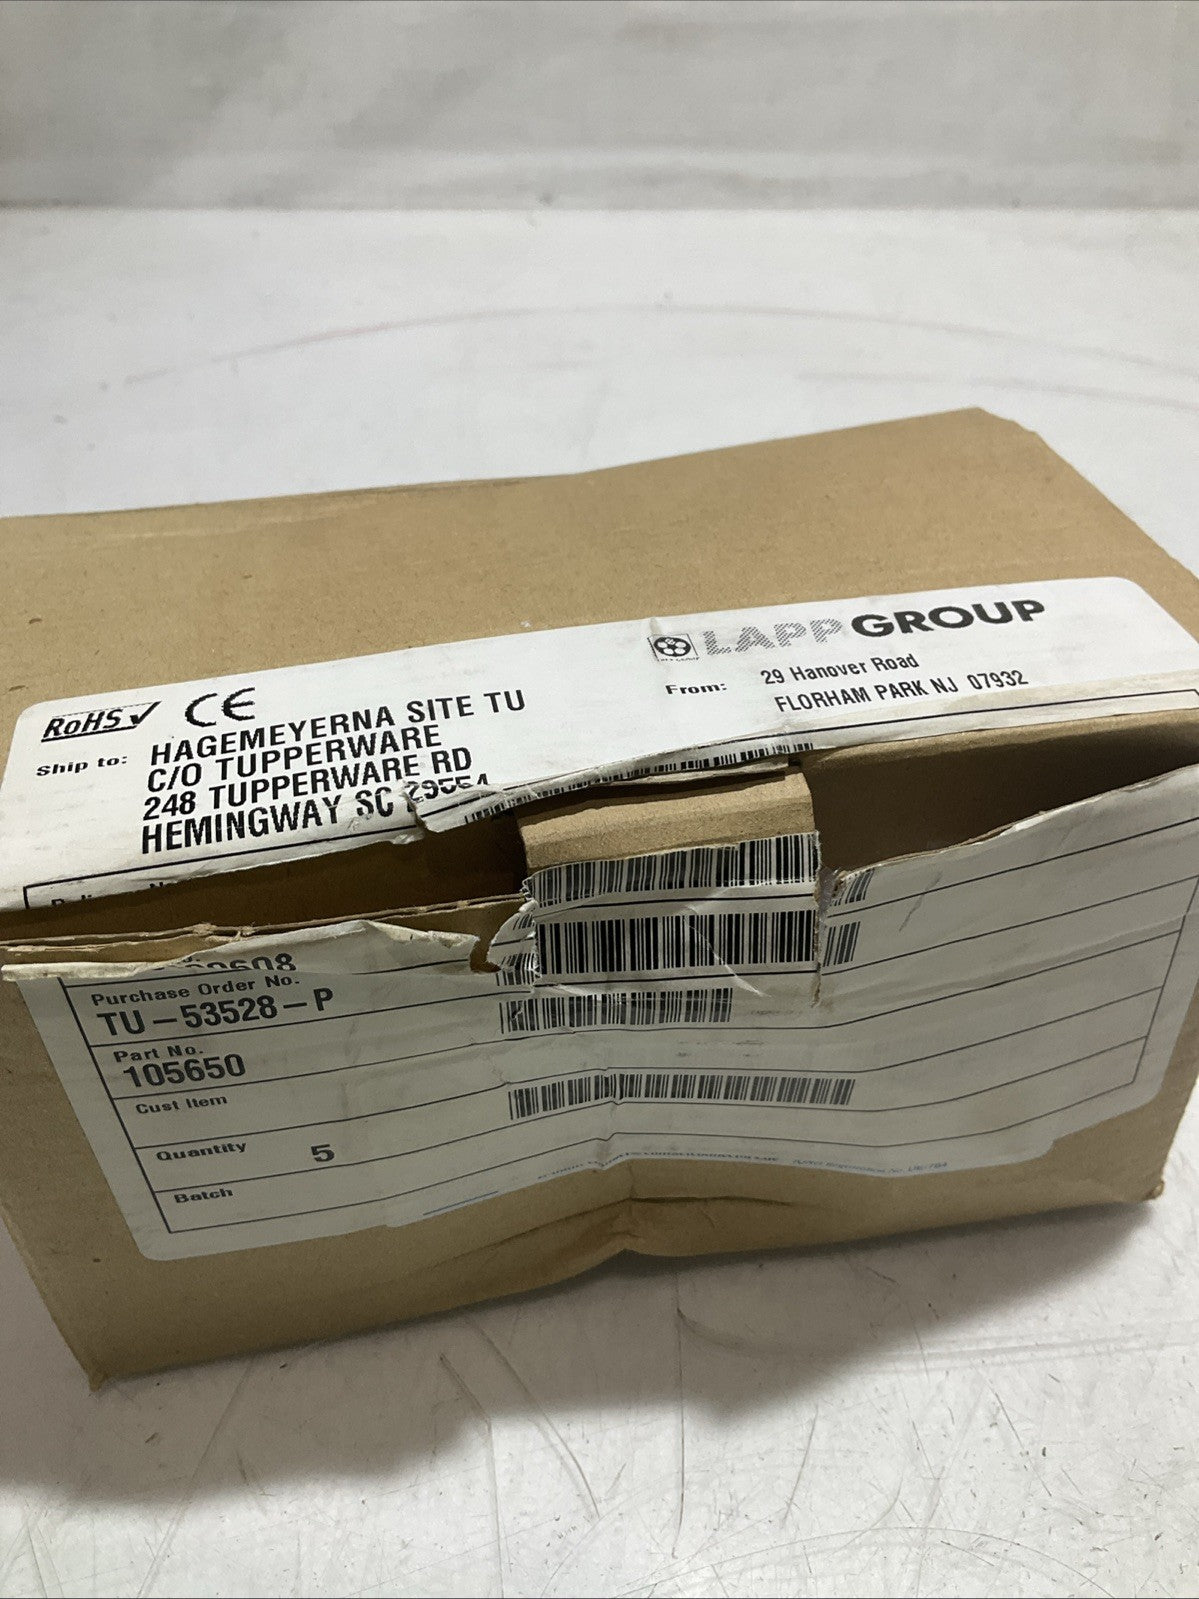 RoHS CE
LAPP GROUP
From: 29 Hanover Road
FLORHAM PARK NJ 07932
Ship to: HAGEMEYERNA SITE TU
C/O TUPPERWARE
248 TUPPERWARE RD
HEMINGWAY SC
Purchase Order No.
TU-53528-P
Part No.
105650
Cust Item
Quantity 5
Batch